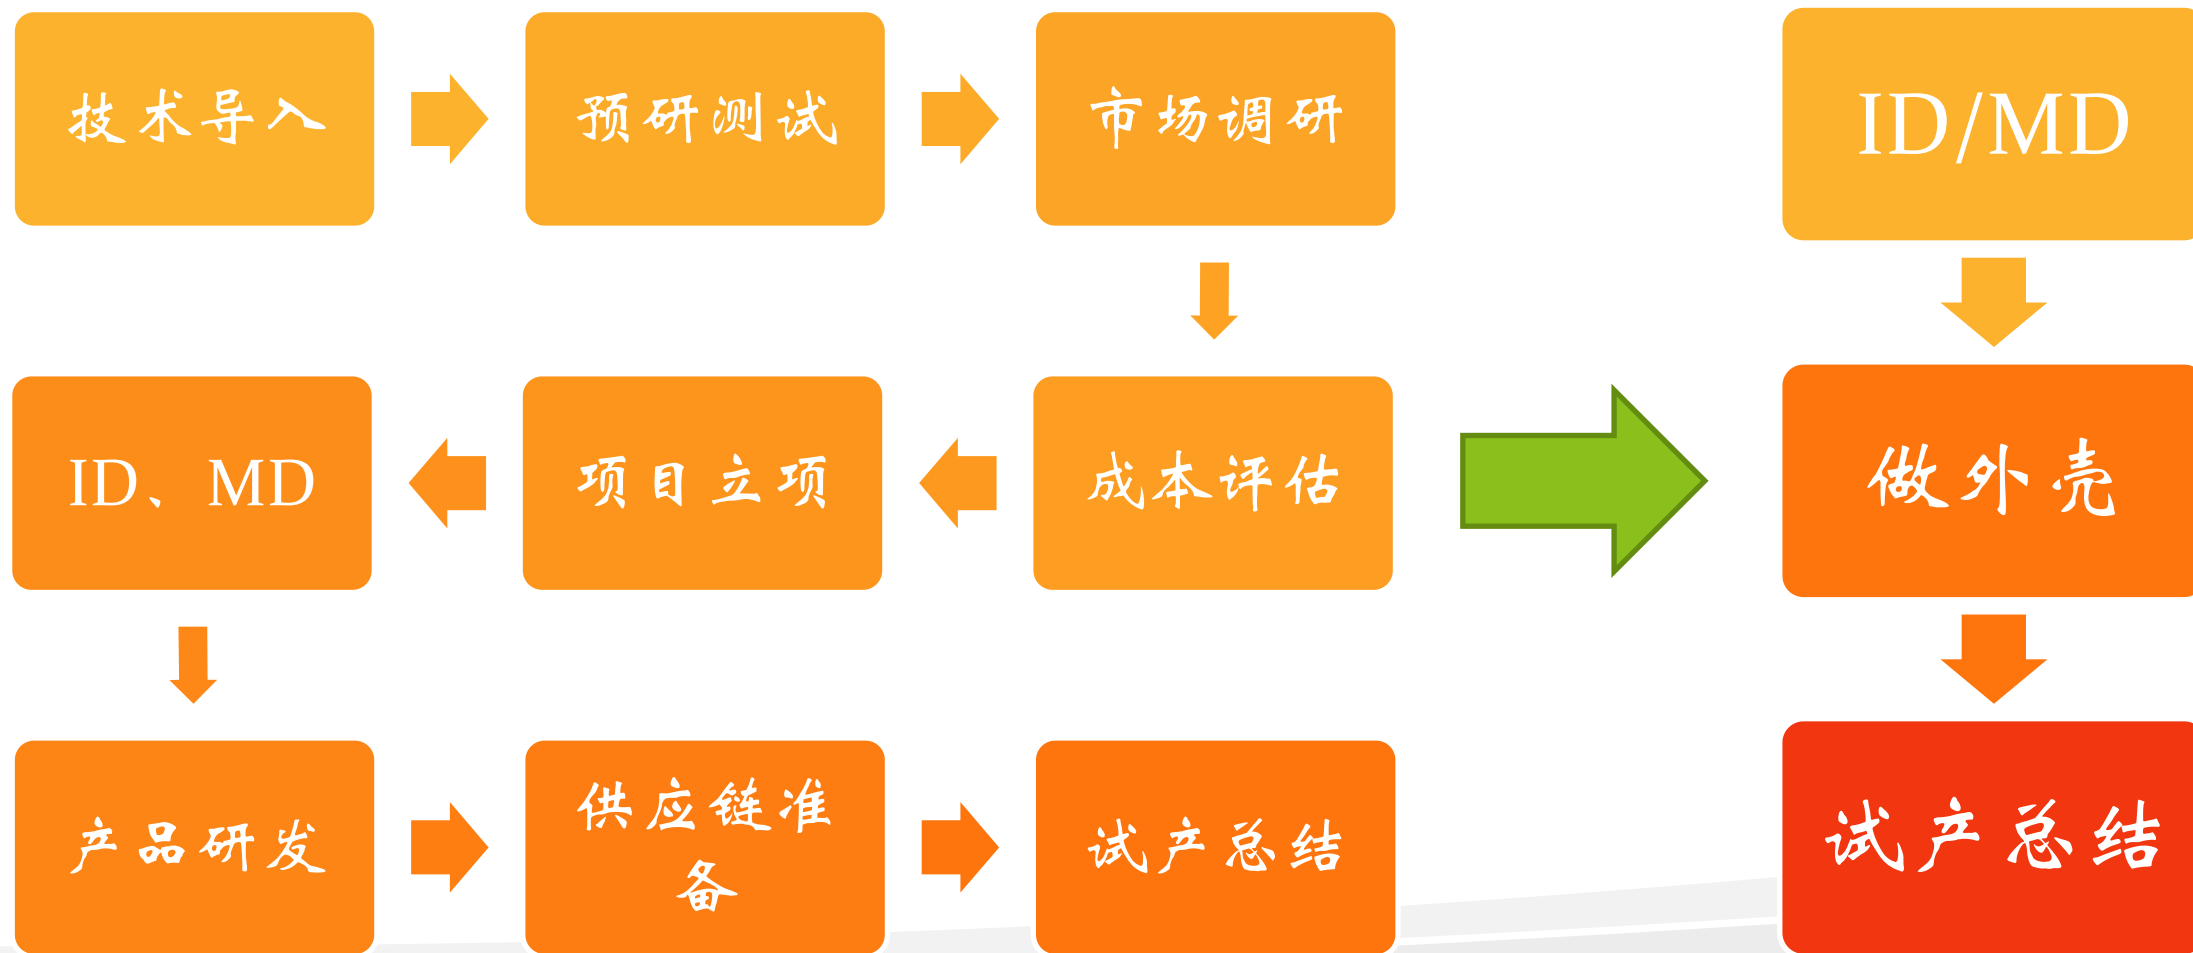 技术导入
预研测试
市场调研
ID/MD
ID、MD
项目立项
成本评估
做外壳
产品研发
供应链准
备
试产总结
试产总结